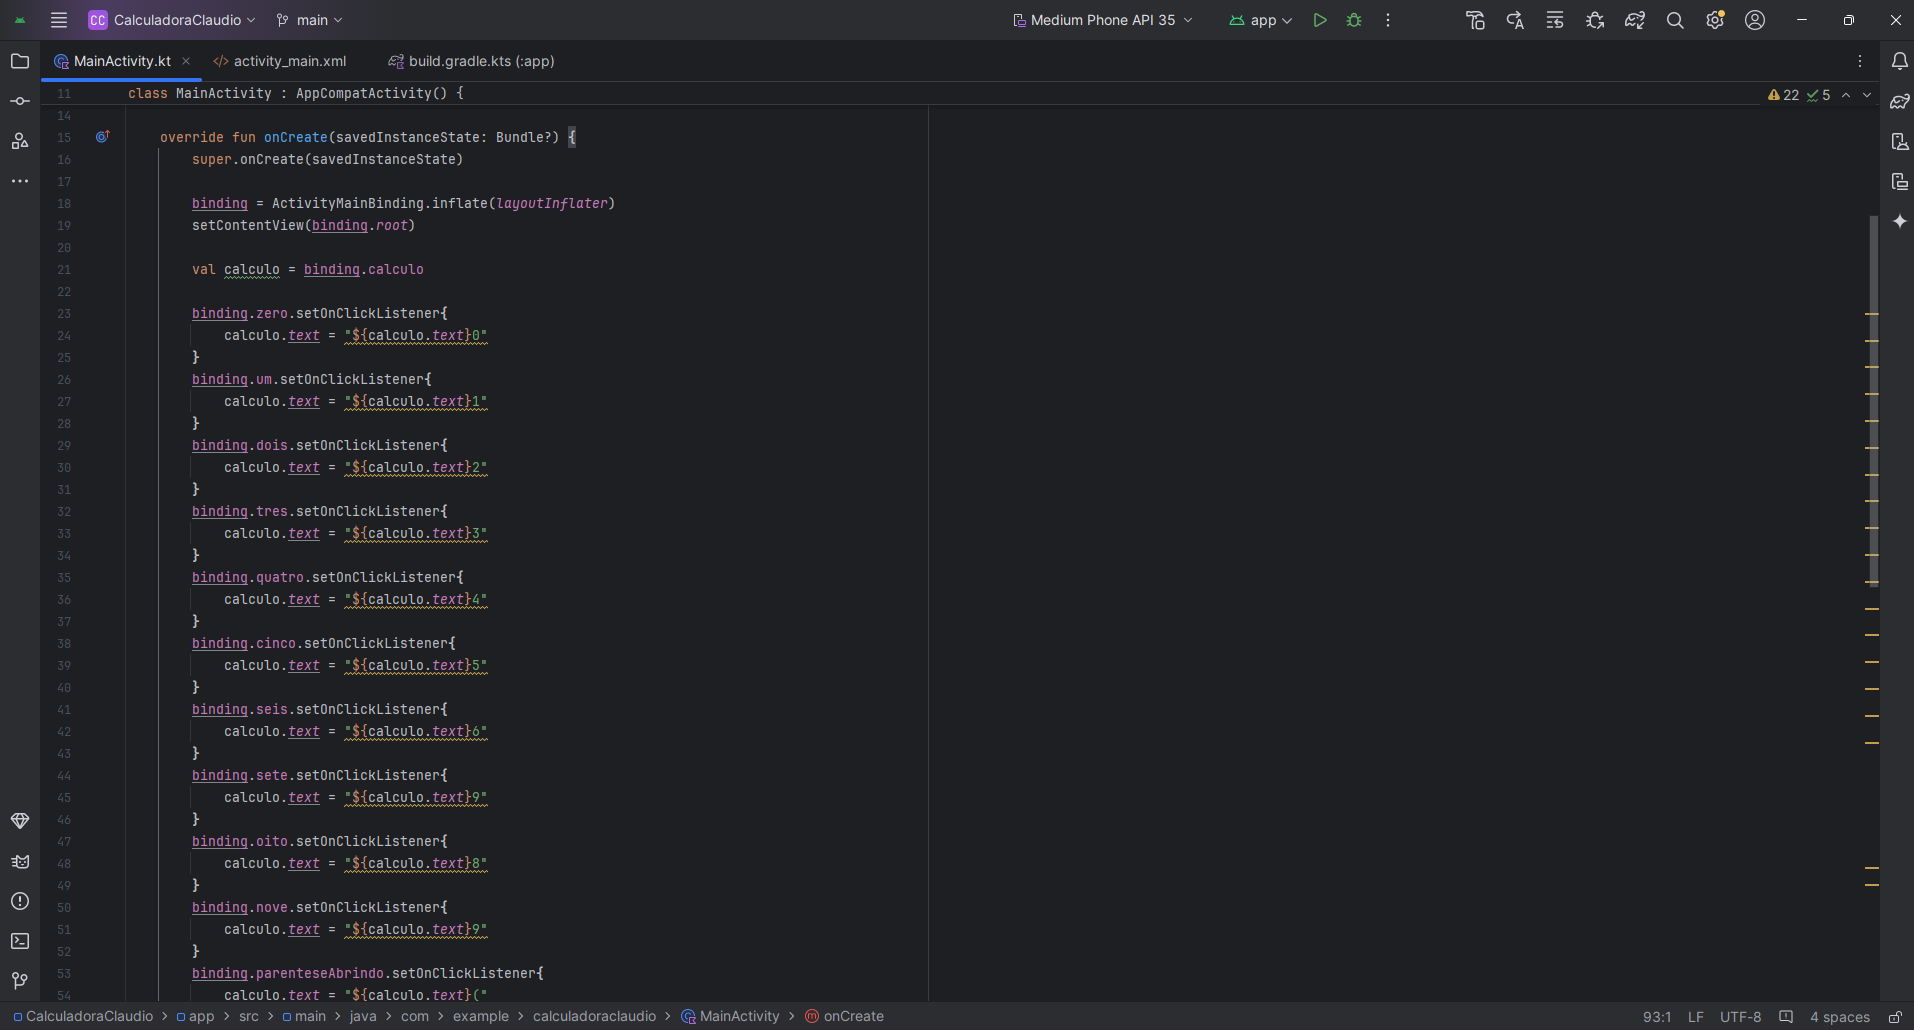 CC CalculadoraClaudio main Medium Phone API 35 app
MainActivity.kt activity_main.xml build.gradle.kts (:app)
11 class MainActivity : AppCompatActivity() { 22 5
14
15 override fun onCreate(savedInstanceState: Bundle?) {
16 super.onCreate(savedInstanceState)
17
18 binding = ActivityMainBinding.inflate(layoutInflater)
19 setContentView(binding.root)
20
21 val calculo = binding.calculo
22
23 binding.zero.setOnClickListener{
24 calculo.text = "${calculo.text}0"
25 }
26 binding.um.setOnClickListener{
27 calculo.text = "${calculo.text}1"
28 }
29 binding.dois.setOnClickListener{
30 calculo.text = "${calculo.text}2"
31 }
32 binding.tres.setOnClickListener{
33 calculo.text = "${calculo.text}3"
34 }
35 binding.quatro.setOnClickListener{
36 calculo.text = "${calculo.text}4"
37 }
38 binding.cinco.setOnClickListener{
39 calculo.text = "${calculo.text}5"
40 }
41 binding.seis.setOnClickListener{
42 calculo.text = "${calculo.text}6"
43 }
44 binding.sete.setOnClickListener{
45 calculo.text = "${calculo.text}9"
46 }
47 binding.oito.setOnClickListener{
48 calculo.text = "${calculo.text}8"
49 }
50 binding.nove.setOnClickListener{
51 calculo.text = "${calculo.text}9"
52 }
53 binding.parenteseAbrindo.setOnClickListener{
54 calculo.text = "${calculo.text}("
CalculadoraClaudio > app > src > main > java > com > example > calculadoraclaudio > MainActivity > onCreate 93:1 LF UTF-8 4 spaces